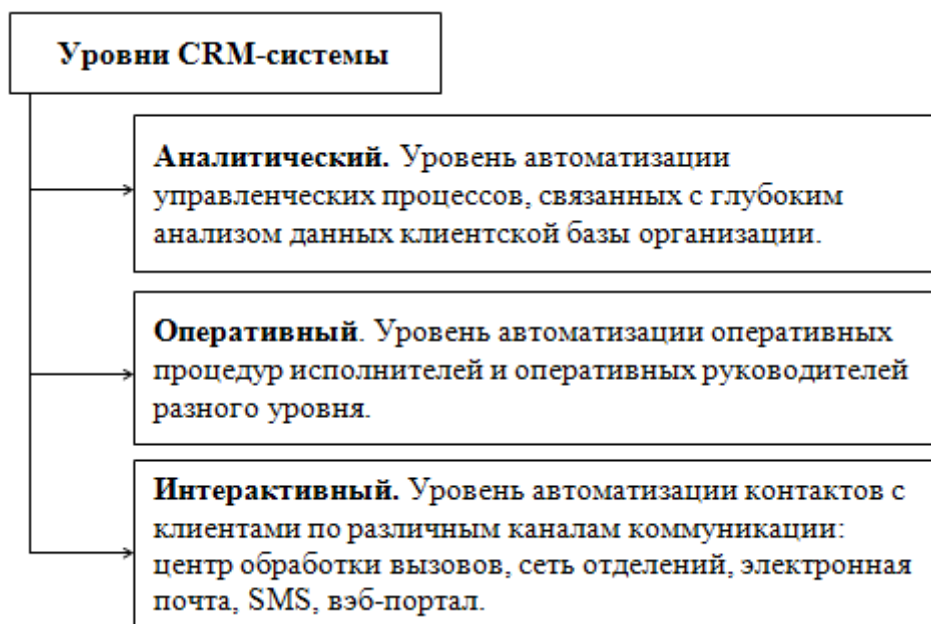 Уровни CRM-системы
Аналитический. Уровень автоматизации
управленческих процессов, связанных с глубоким
анализом данных клиентской базы организации.
Оперативный. Уровень автоматизации оперативных
процедур исполнителей и оперативных руководителей
разного уровня.
Интерактивный. Уровень автоматизации контактов с
клиентами по различным каналам коммуникации:
центр обработки вызовов, сеть отделений, электронная
почта, SMS, вэб-портал.